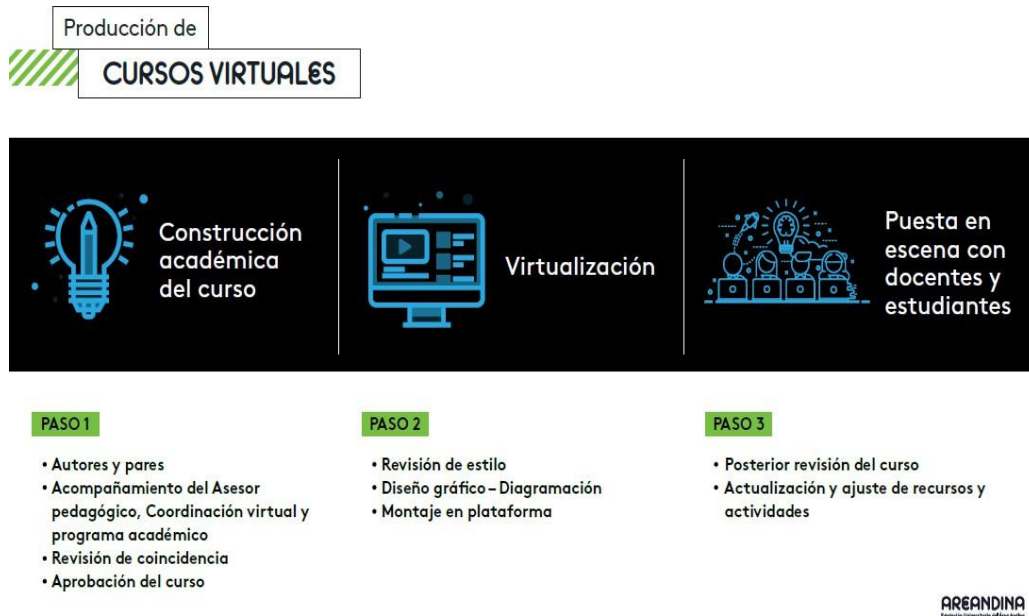 Producción de
CURSOS VIRTUALES
Construcción
académica
del curso
Virtualización
Puesta en
escena con
docentes y
estudiantes
PASO 1
• Autores y pares
• Acompañamiento del Asesor
pedagógico, Coordinación virtual y
programa académico
• Revisión de coincidencia
• Aprobación del curso
PASO 2
• Revisión de estilo
• Diseño gráfico – Diagramación
• Montaje en plataforma
PASO 3
• Posterior revisión del curso
• Actualización y ajuste de recursos y
actividades
AREANDINA